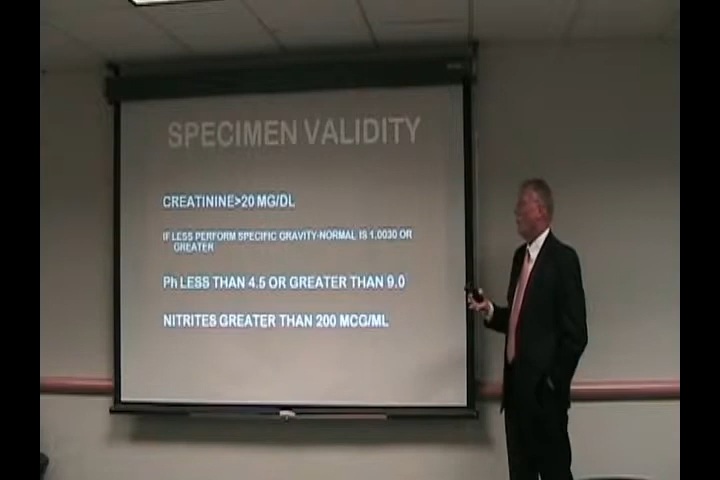 SPECIMEN VALIDITY
CREATININE>20 MG/DL
IF LESS PERFORM SPECIFIC GRAVITY-NORMAL IS 1.0030 OR
GREATER
Ph LESS THAN 4.5 OR GREATER THAN 9.0
NITRITES GREATER THAN 200 MCG/ML